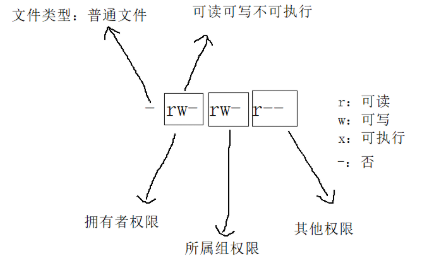 文件类型：普通文件
可读可写不可执行
- rw- rw- r--
r：可读
w：可写
x：可执行
-：否
拥有者权限
所属组权限
其他权限